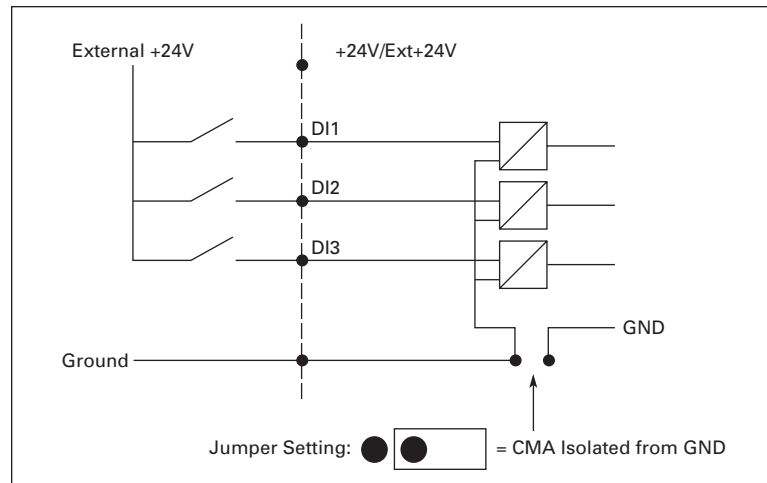 External +24V
+24V/Ext+24V
DI1
DI2
DI3
GND
Ground
Jumper Setting:
= CMA Isolated from GND